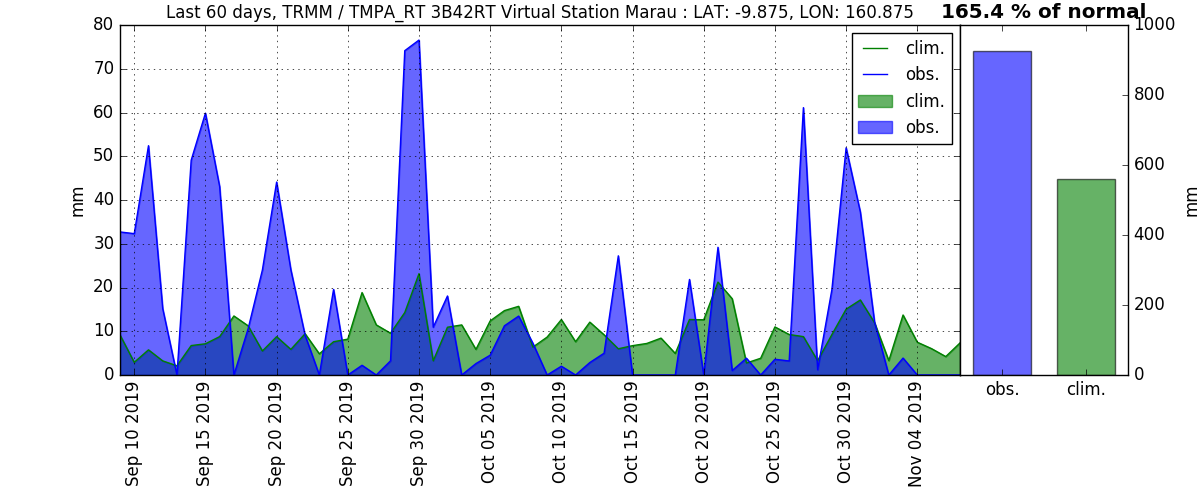 Last 60 days, TRMM / TMPA_RT 3B42RT Virtual Station Marau : LAT: -9.875, LON: 160.875
165.4 % of normal
80
70
60
50
40
30
20
10
0
mm
clim.
obs.
clim.
obs.
Sep 10 2019
Sep 15 2019
Sep 20 2019
Sep 25 2019
Sep 30 2019
Oct 05 2019
Oct 10 2019
Oct 15 2019
Oct 20 2019
Oct 25 2019
Oct 30 2019
Nov 04 2019
1000
800
600
400
200
0
mm
obs.
clim.